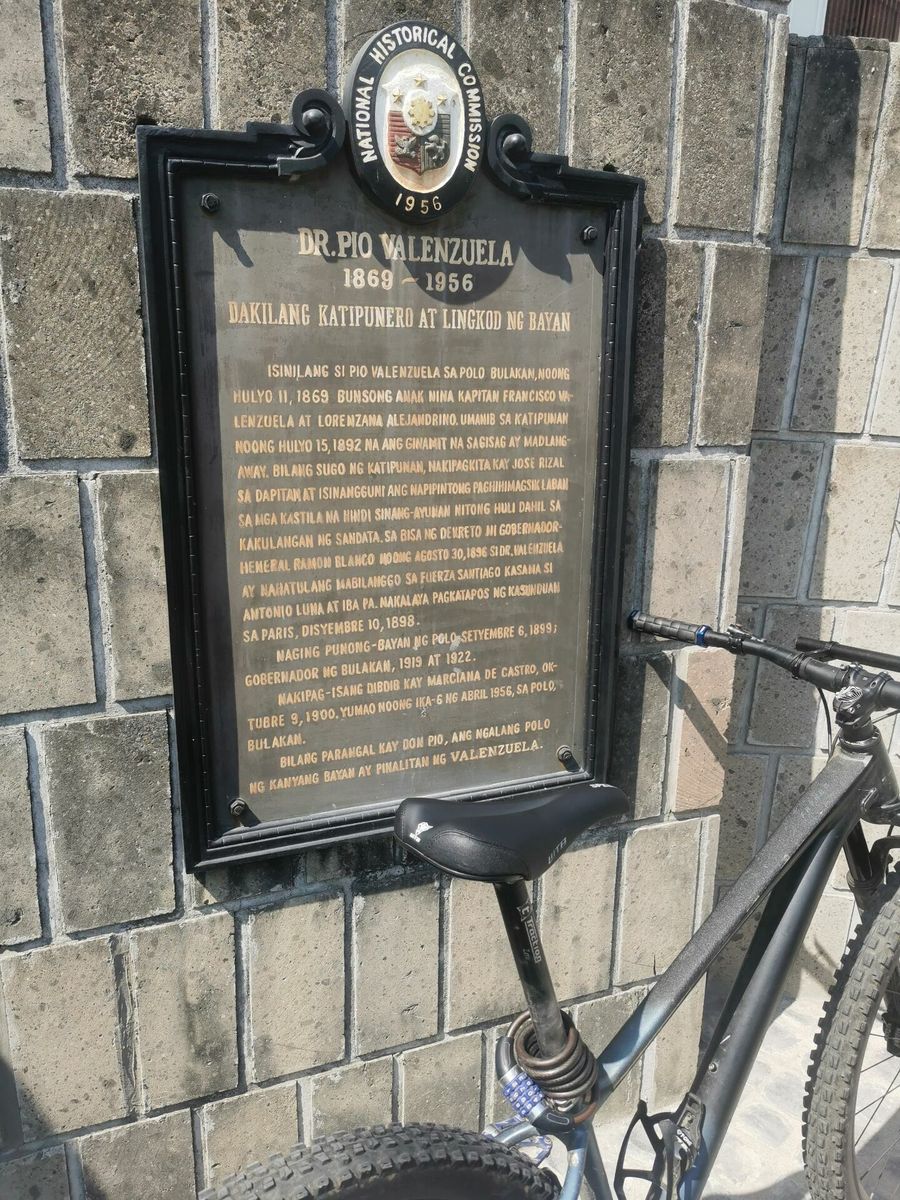 NATIONAL HISTORICAL COMMISSION
1956
DR. PIO VALENZUELA
1869 - 1956
DAKILANG KATIPUNERO AT LINGKOD NG BAYAN
ISINILANG SI PIO VALENZUELA SA POLO BULAKAN, NOONG
HULYO 11, 1869 BUNSONG ANAK NINA KAPITAN FRANCISCO VA-
LENZUELA AT LORENZANA ALEJANDRINO. UMANIB SA KATIPUNAN
NOONG HULYO 15, 1892 NA ANG GINAMIT NA SAGISAG AY MADLANG-
AWAY. BILANG SUGO NG KATIPUNAN, NAKIPAGKITA KAY JOSE RIZAL
SA DAPITAN AT ISINANGGUNI ANG NAPIPINTONG PAGHIHIMAGSIK LABAN
SA MGA KASTILA NA HINDI SINANG-AYUNAN NITONG HULI DAHIL SA
KAKULANGAN NG SANDATA. SA BISA NG DEKRETO NI GOBERNADOR-
HENERAL RAMON BLANCO NOONG AGOSTO 30, 1896 SI DR. VALENZUELA
AY NAHATULANG MABILANGGO SA FUERZA SANTIAGO KASAMA SI
ANTONIO LUNA AT IBA PA. NAKALAYA PAGKATAPOS NG KASUNDUAN
SA PARIS, DISYEMBRE 10, 1898.
NAGING PUNONG-BAYAN NG POLO SETYEMBRE 6, 1899;
GOBERNADOR NG BULAKAN, 1919 AT 1922.
NAKIPAG-ISANG DIBDIB KAY MARCIANA DE CASTRO, OK-
TUBRE 9, 1900. YUMAO NOONG IKA-6 NG ABRIL 1956, SA POLO,
BULAKAN.
BILANG PARANGAL KAY DON PIO, ANG NGALANG POLO
NG KANYANG BAYAN AY PINALITAN NG VALENZUELA.
WTB
traction